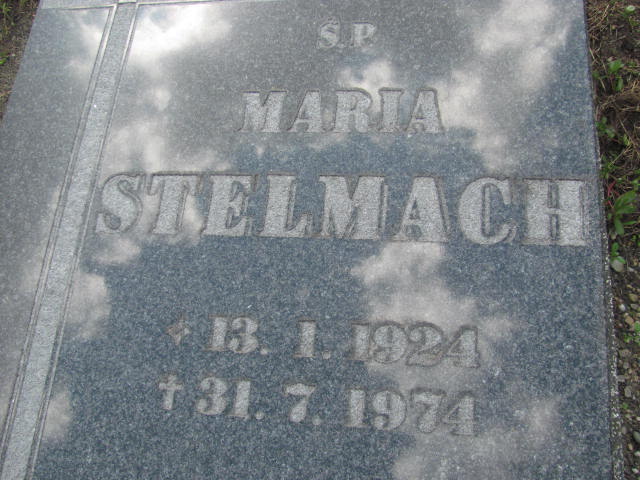 Ś.P.
MARIA
STELMACH
* 13. 1. 1924
† 31. 7. 1974